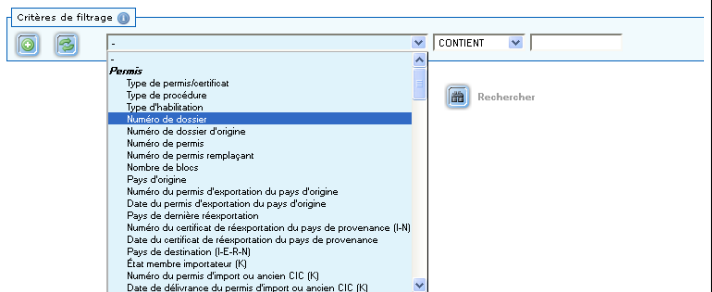 Critères de filtrage
-
CONTIENT
-
Permis
Type de permis/certificat
Type de procédure
Type d'habilitation
Numéro de dossier
Numéro de dossier d'origine
Numéro de permis
Numéro de permis remplaçant
Nombre de blocs
Pays d'origine
Numéro du permis d'exportation du pays d'origine
Date du permis d'exportation du pays d'origine
Pays de dernière réexportation
Numéro du certificat de réexportation du pays de provenance (I-N)
Date du certificat de réexportation du pays de provenance
Pays de destination (I-E-R-N)
État membre importateur (K)
Numéro du permis d'import ou ancien CIC (K)
Date de délivrance du permis d'import ou ancien CIC (K)
Rechercher